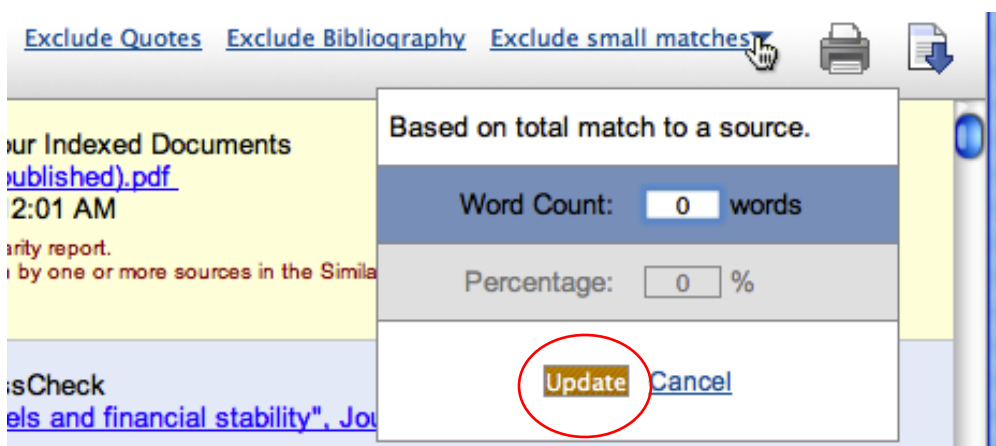 Exclude Quotes Exclude Bibliography Exclude small matches
Based on total match to a source.
our Indexed Documents
published).pdf
2:01 AM
Word Count: 0 words
arity report.
by one or more sources in the Simila
Percentage: 0 %
Update Cancel
ssCheck
els and financial stability", Jou